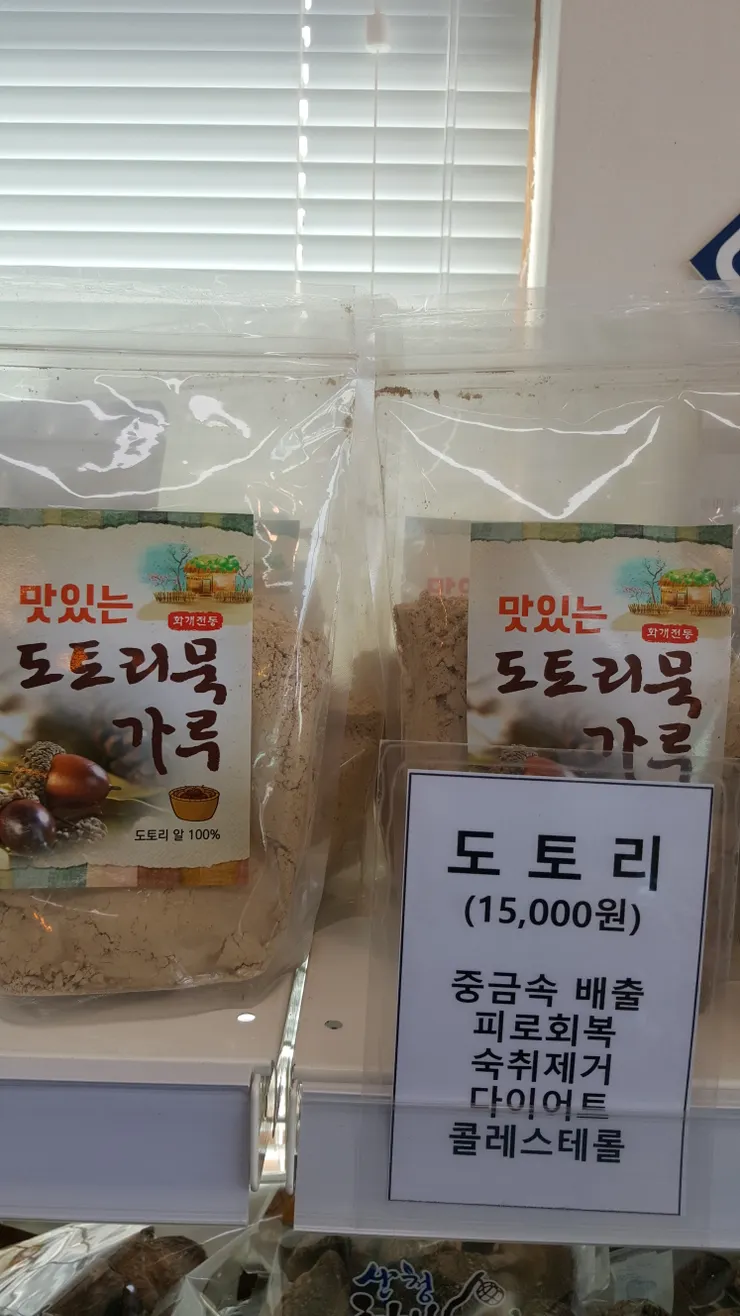 맛있는
화개전통
도토리묵
가루
도토리 알 100%
맛있는
화개전통
도토리묵
가루
도 토 리
(15,000원)
중금속 배출
피로회복
숙취제거
다이어트
콜레스테롤
산청